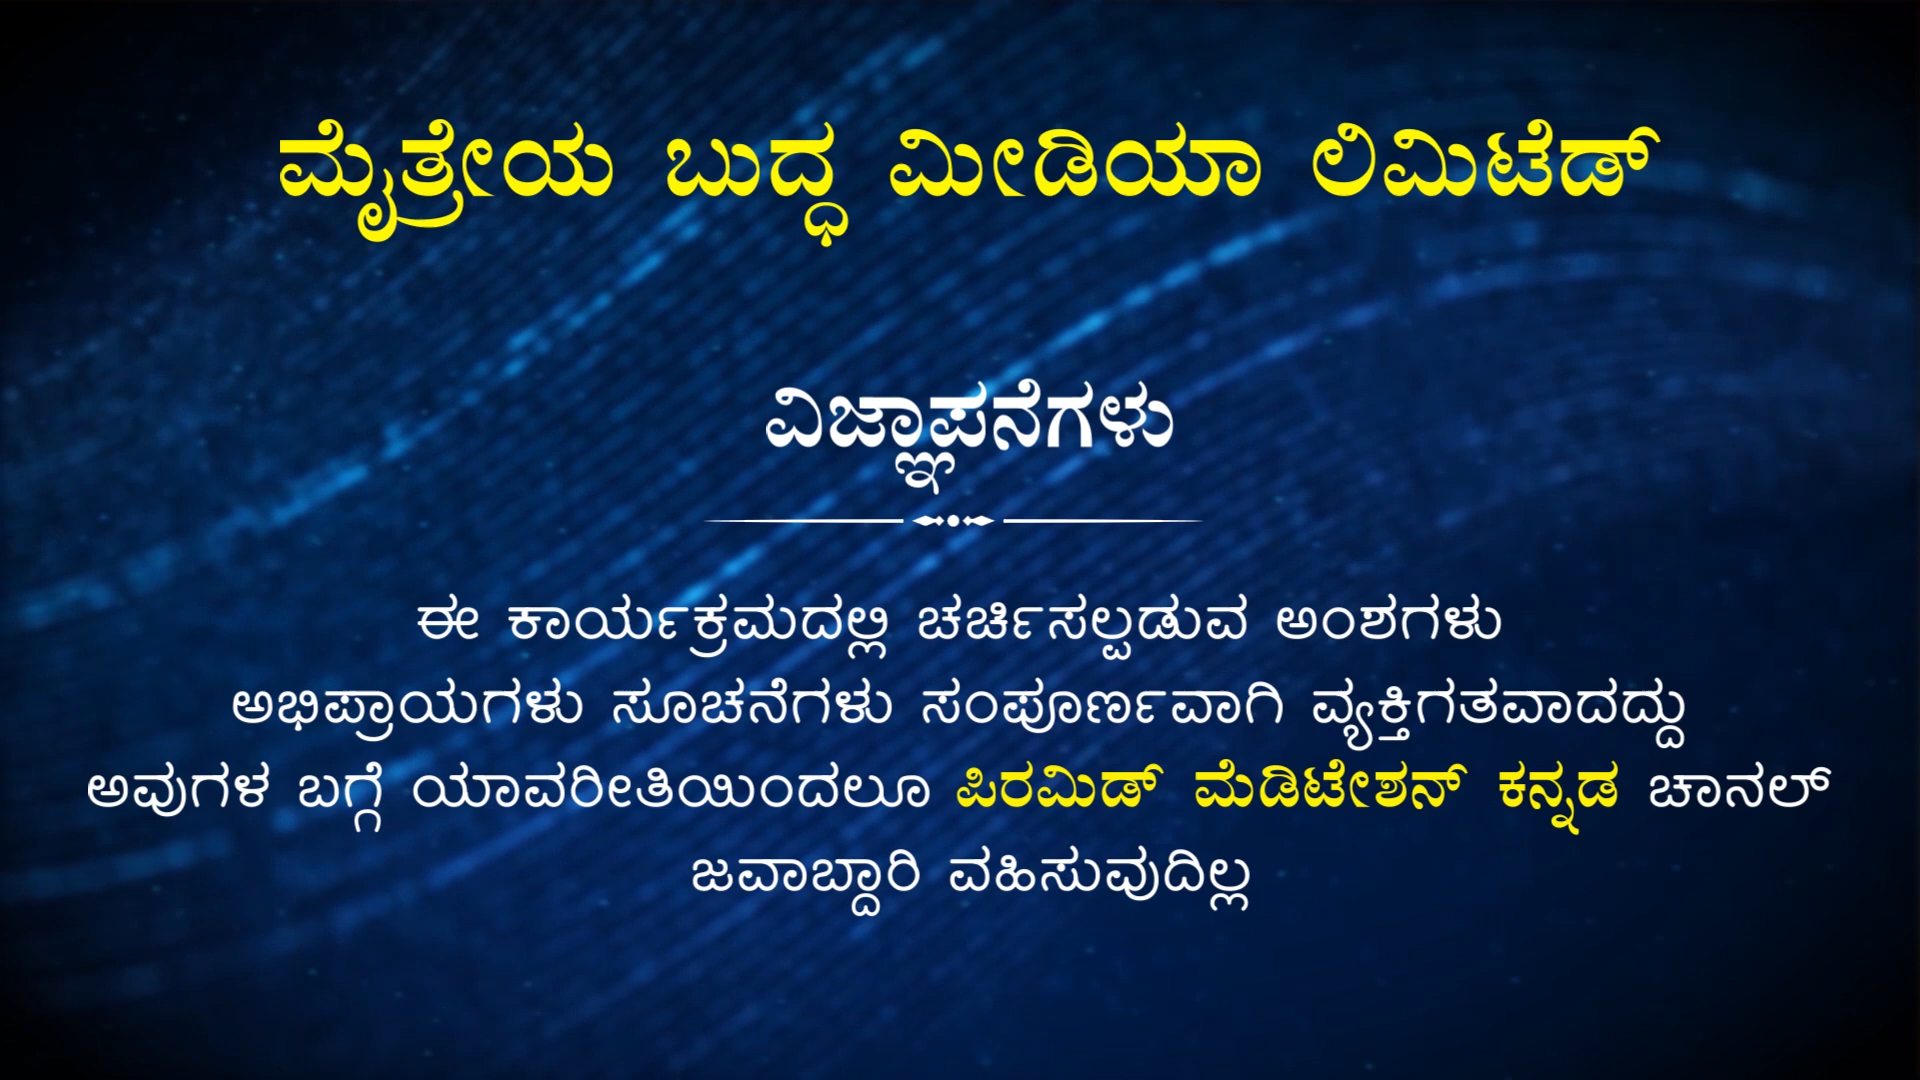 ಮೈತ್ರೇಯ ಬುದ್ಧ ಮೀಡಿಯಾ ಲಿಮಿಟೆಡ್
ವಿಜ್ಞಾಪನೆಗಳು
ಈ ಕಾರ್ಯಕ್ರಮದಲ್ಲಿ ಚರ್ಚಿಸಲ್ಪಡುವ ಅಂಶಗಳು
ಅಭಿಪ್ರಾಯಗಳು ಸೂಚನೆಗಳು ಸಂಪೂರ್ಣವಾಗಿ ವ್ಯಕ್ತಿಗತವಾದದ್ದು
ಅವುಗಳ ಬಗ್ಗೆ ಯಾವರೀತಿಯಿಂದಲೂ ಪಿರಮಿಡ್ ಮೆಡಿಟೇಶನ್ ಕನ್ನಡ ಚಾನಲ್
ಜವಾಬ್ದಾರಿ ವಹಿಸುವುದಿಲ್ಲ